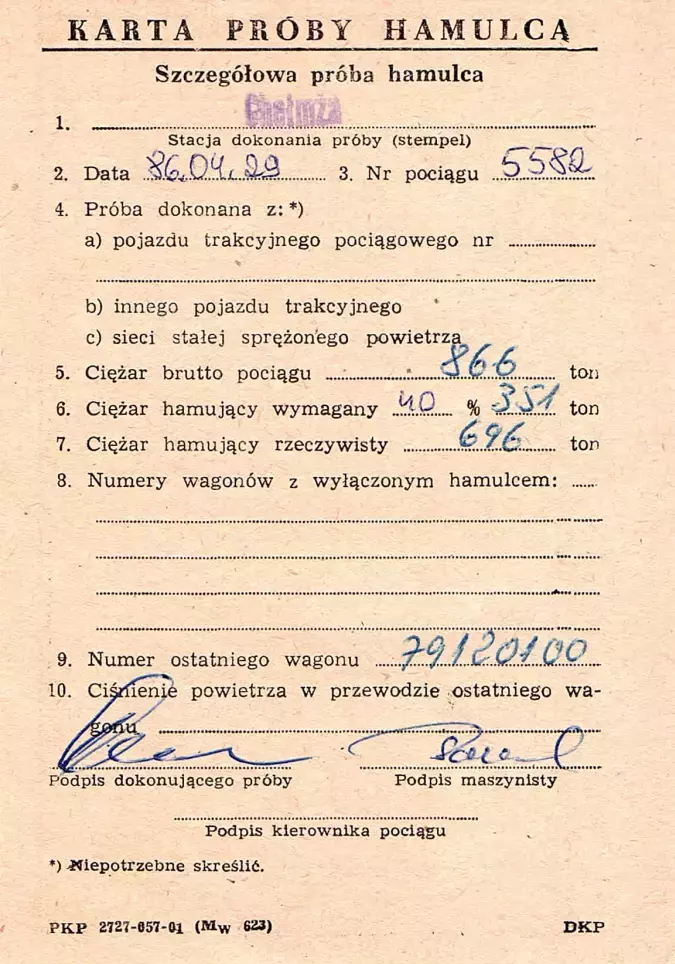 KARTA PRÓBY HAMULCA
Szczegółowa próba hamulca
Chełmża
1.
Stacja dokonania próby (stempel)
2. Data 86.04.29 3. Nr pociągu 5582
4. Próba dokonana z: *)
a) pojazdu trakcyjnego pociągowego nr
b) innego pojazdu trakcyjnego
c) sieci stałej sprężonego powietrza
5. Ciężar brutto pociągu 866 ton
6. Ciężar hamujący wymagany 40 % 351 ton
7. Ciężar hamujący rzeczywisty 696 ton
8. Numery wagonów z wyłączonym hamulcem:
9. Numer ostatniego wagonu 79120100
10. Ciśnienie powietrza w przewodzie ostatniego wa-
gonu
Podpis dokonującego próby Podpis maszynisty
Podpis kierownika pociągu
*) Niepotrzebne skreślić.
PKP 2727-057-01 (Mw 623) DKP